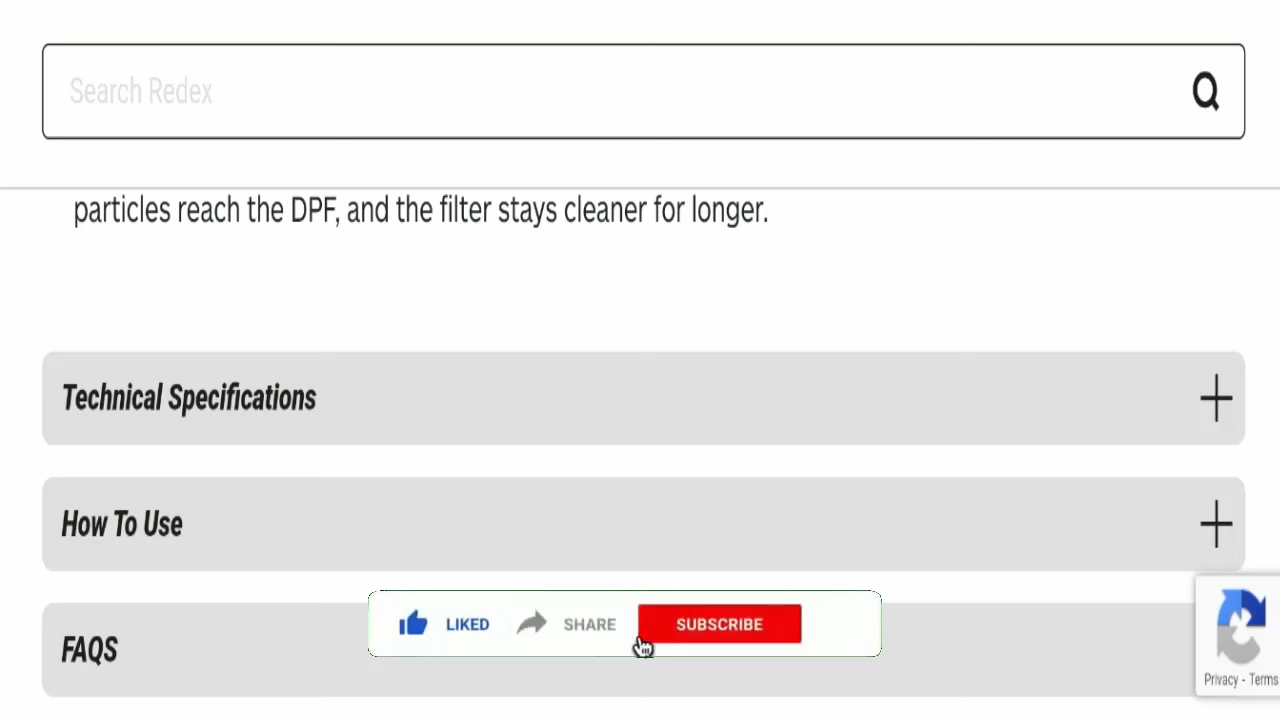 Search Redex
particles reach the DPF, and the filter stays cleaner for longer.
Technical Specifications
How To Use
FAQS
LIKED SHARE SUBSCRIBE
Privacy - Terms